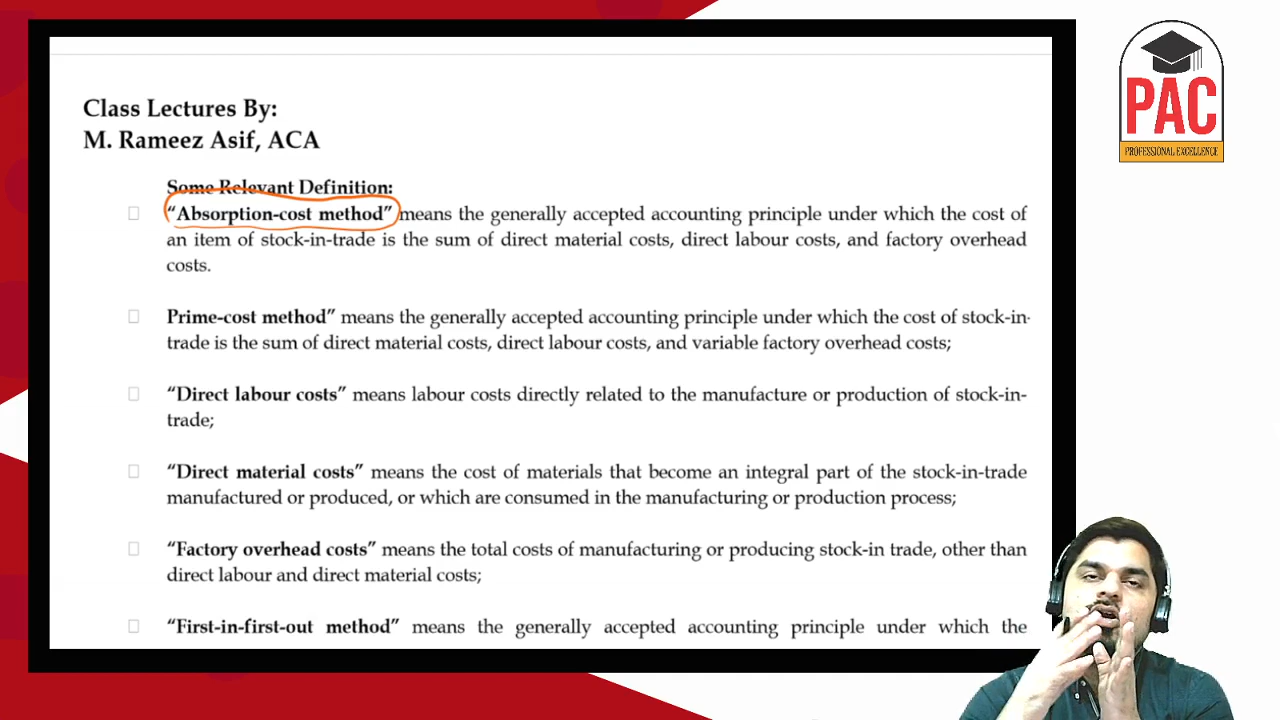 Class Lectures By:
M. Rameez Asif, ACA
PAC
PROFESSIONAL EXCELLENCE
Some Relevant Definition:
“Absorption-cost method” means the generally accepted accounting principle under which the cost of
an item of stock-in-trade is the sum of direct material costs, direct labour costs, and factory overhead
costs.
Prime-cost method” means the generally accepted accounting principle under which the cost of stock-in-
trade is the sum of direct material costs, direct labour costs, and variable factory overhead costs;
“Direct labour costs” means labour costs directly related to the manufacture or production of stock-in-
trade;
“Direct material costs” means the cost of materials that become an integral part of the stock-in-trade
manufactured or produced, or which are consumed in the manufacturing or production process;
“Factory overhead costs” means the total costs of manufacturing or producing stock-in trade, other than
direct labour and direct material costs;
“First-in-first-out method” means the generally accepted accounting principle under which the